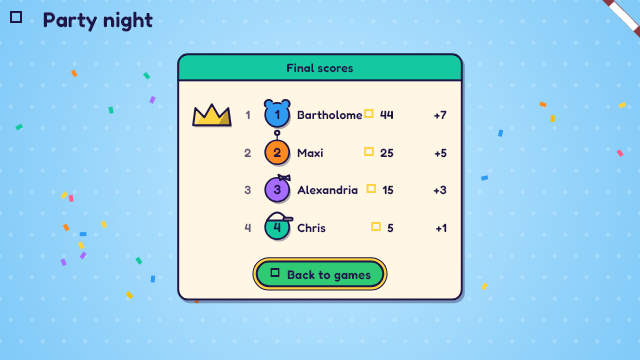 Party night
Final scores
1 1 Bartholome 44 +7
2 2 Maxi 25 +5
3 3 Alexandria 15 +3
4 4 Chris 5 +1
Back to games